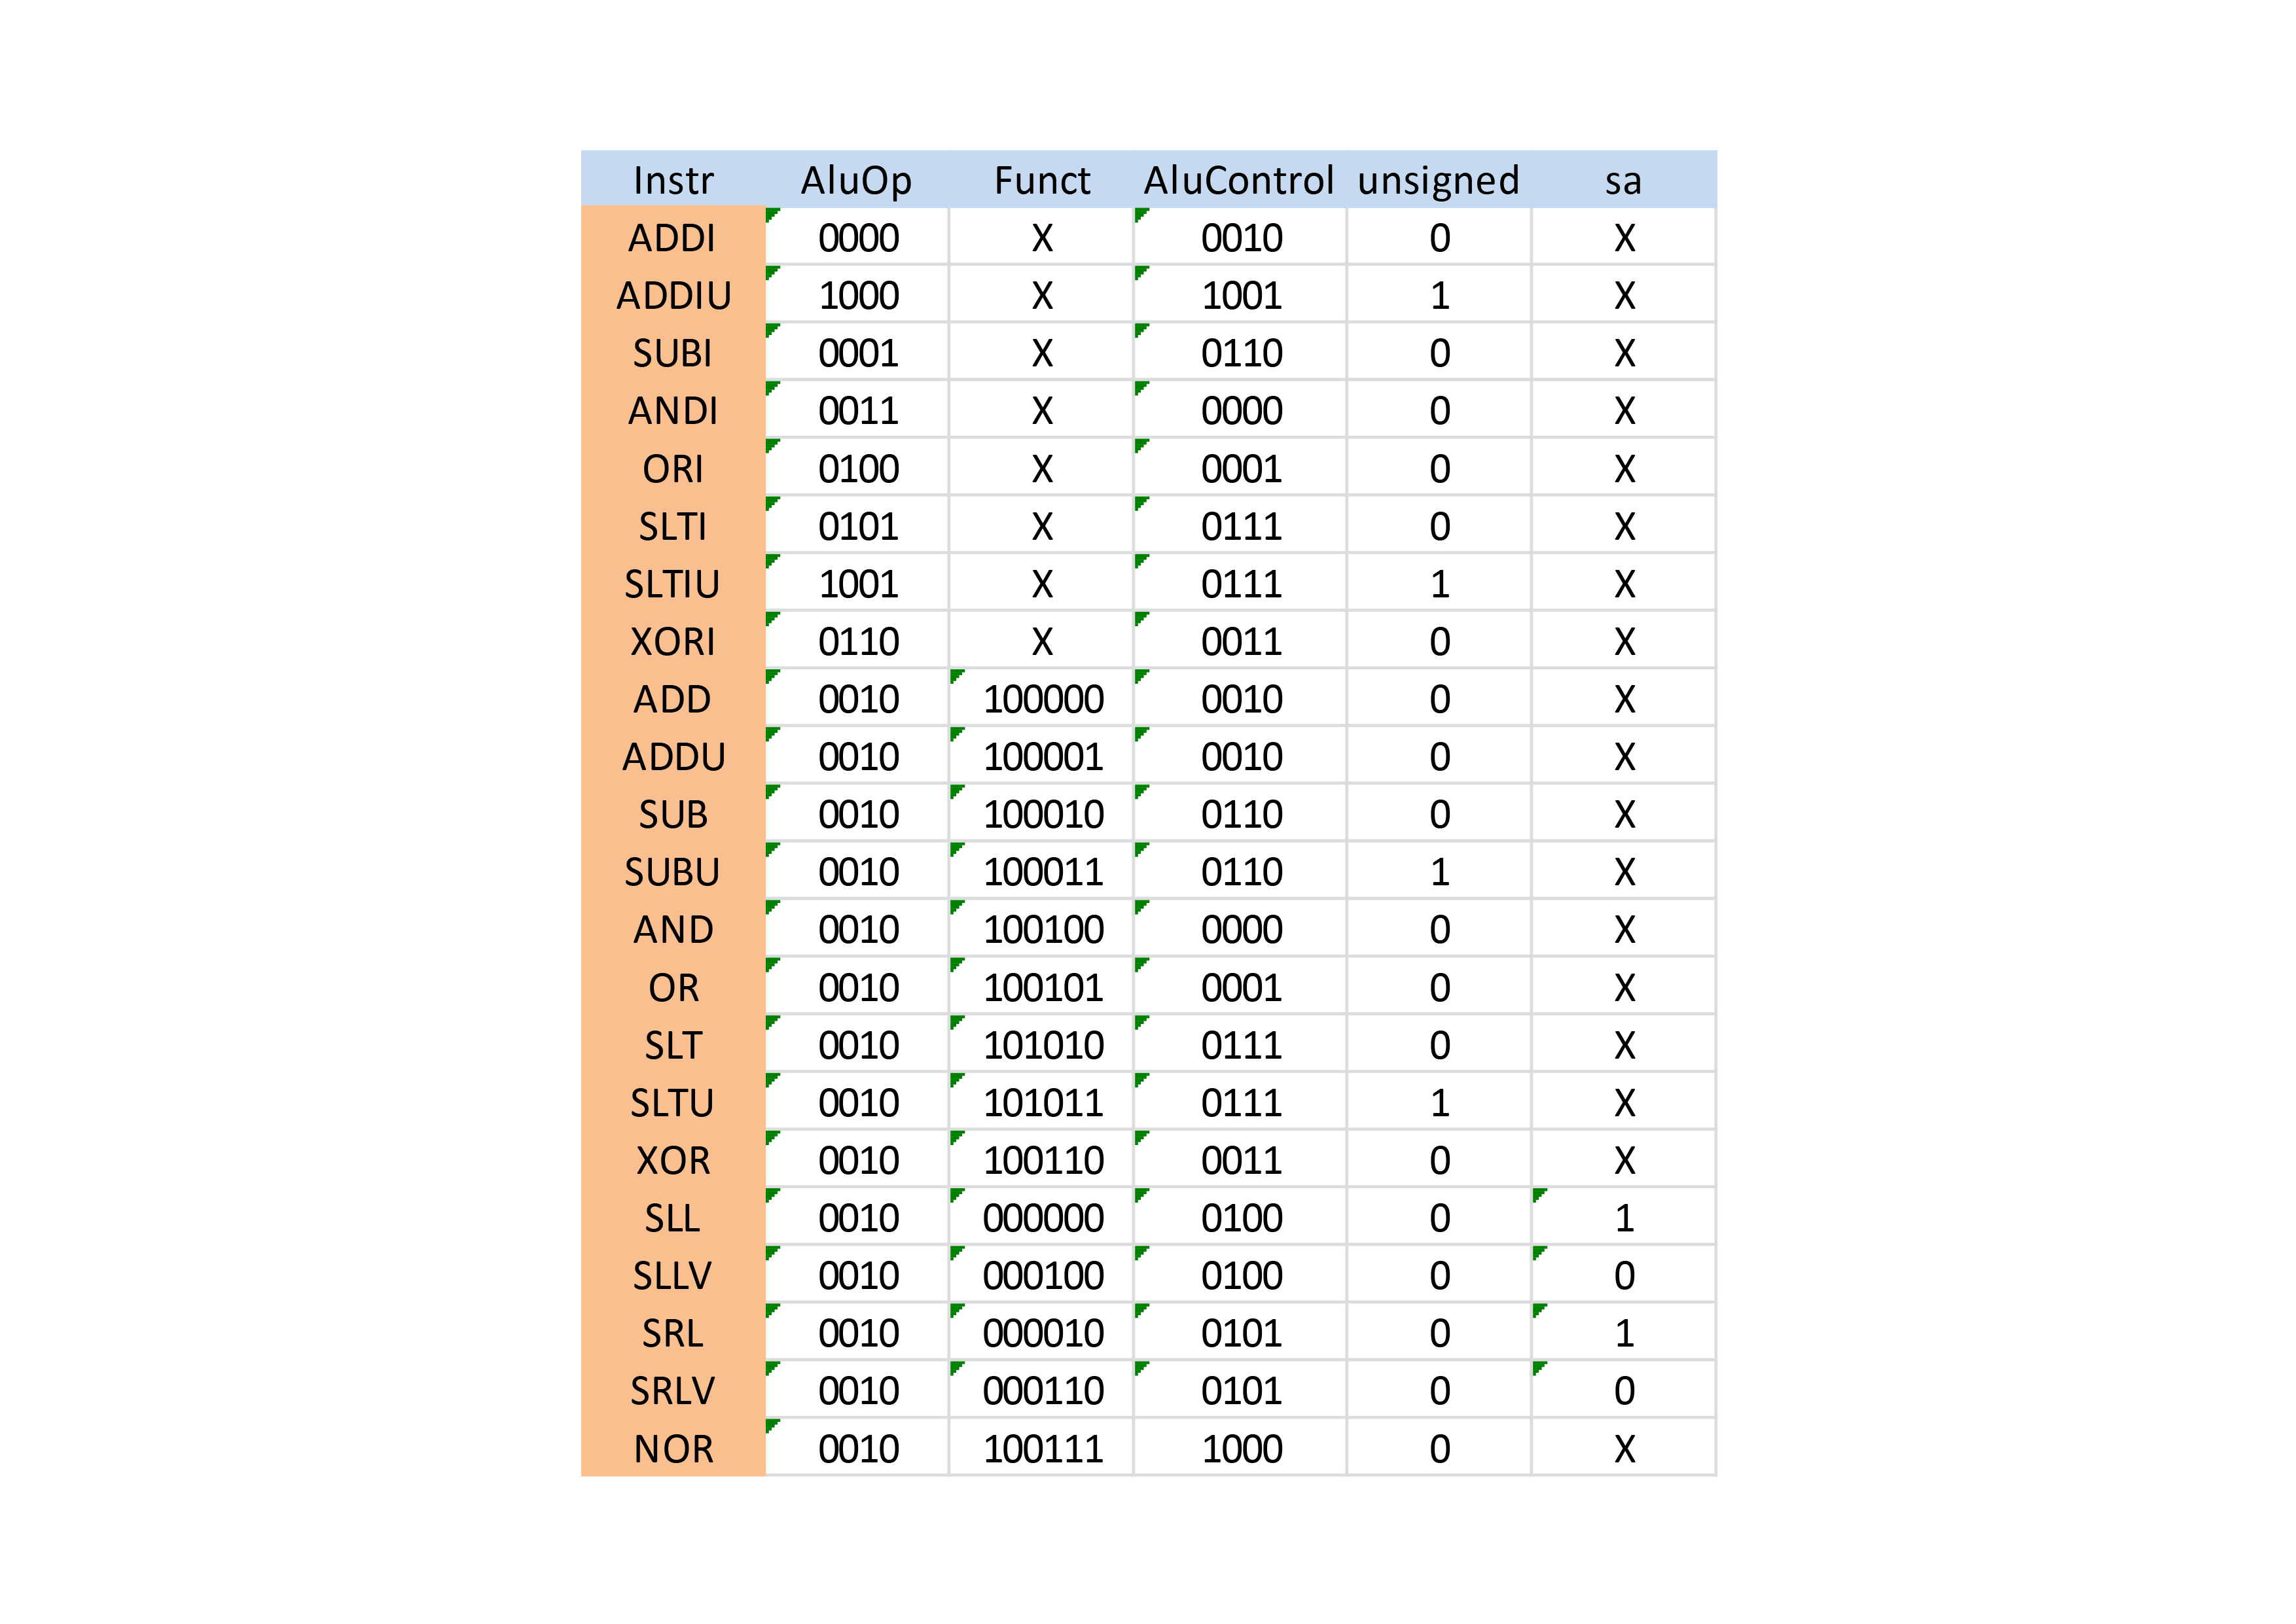 Instr AluOp Funct AluControl unsigned sa
ADDI 0000 X 0010 0 X
ADDIU 1000 X 1001 1 X
SUBI 0001 X 0110 0 X
ANDI 0011 X 0000 0 X
ORI 0100 X 0001 0 X
SLTI 0101 X 0111 0 X
SLTIU 1001 X 0111 1 X
XORI 0110 X 0011 0 X
ADD 0010 100000 0010 0 X
ADDU 0010 100001 0010 0 X
SUB 0010 100010 0110 0 X
SUBU 0010 100011 0110 1 X
AND 0010 100100 0000 0 X
OR 0010 100101 0001 0 X
SLT 0010 101010 0111 0 X
SLTU 0010 101011 0111 1 X
XOR 0010 100110 0011 0 X
SLL 0010 000000 0100 0 1
SLLV 0010 000100 0100 0 0
SRL 0010 000010 0101 0 1
SRLV 0010 000110 0101 0 0
NOR 0010 100111 1000 0 X